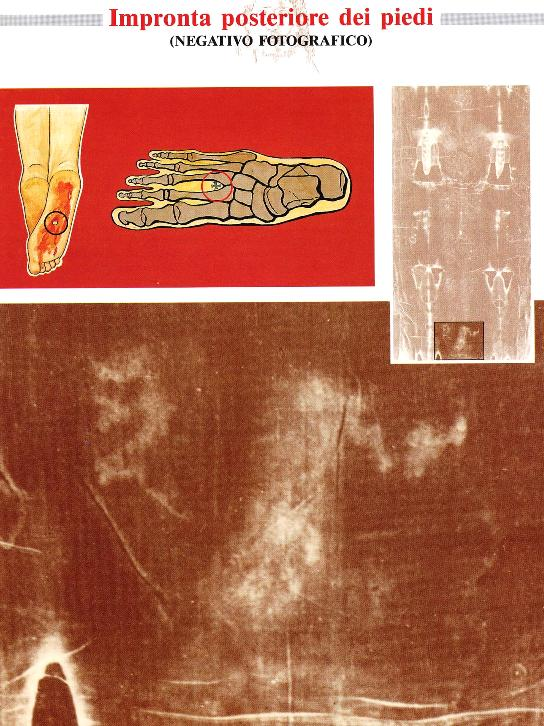 Impronta posteriore dei piedi
(NEGATIVO FOTOGRAFICO)